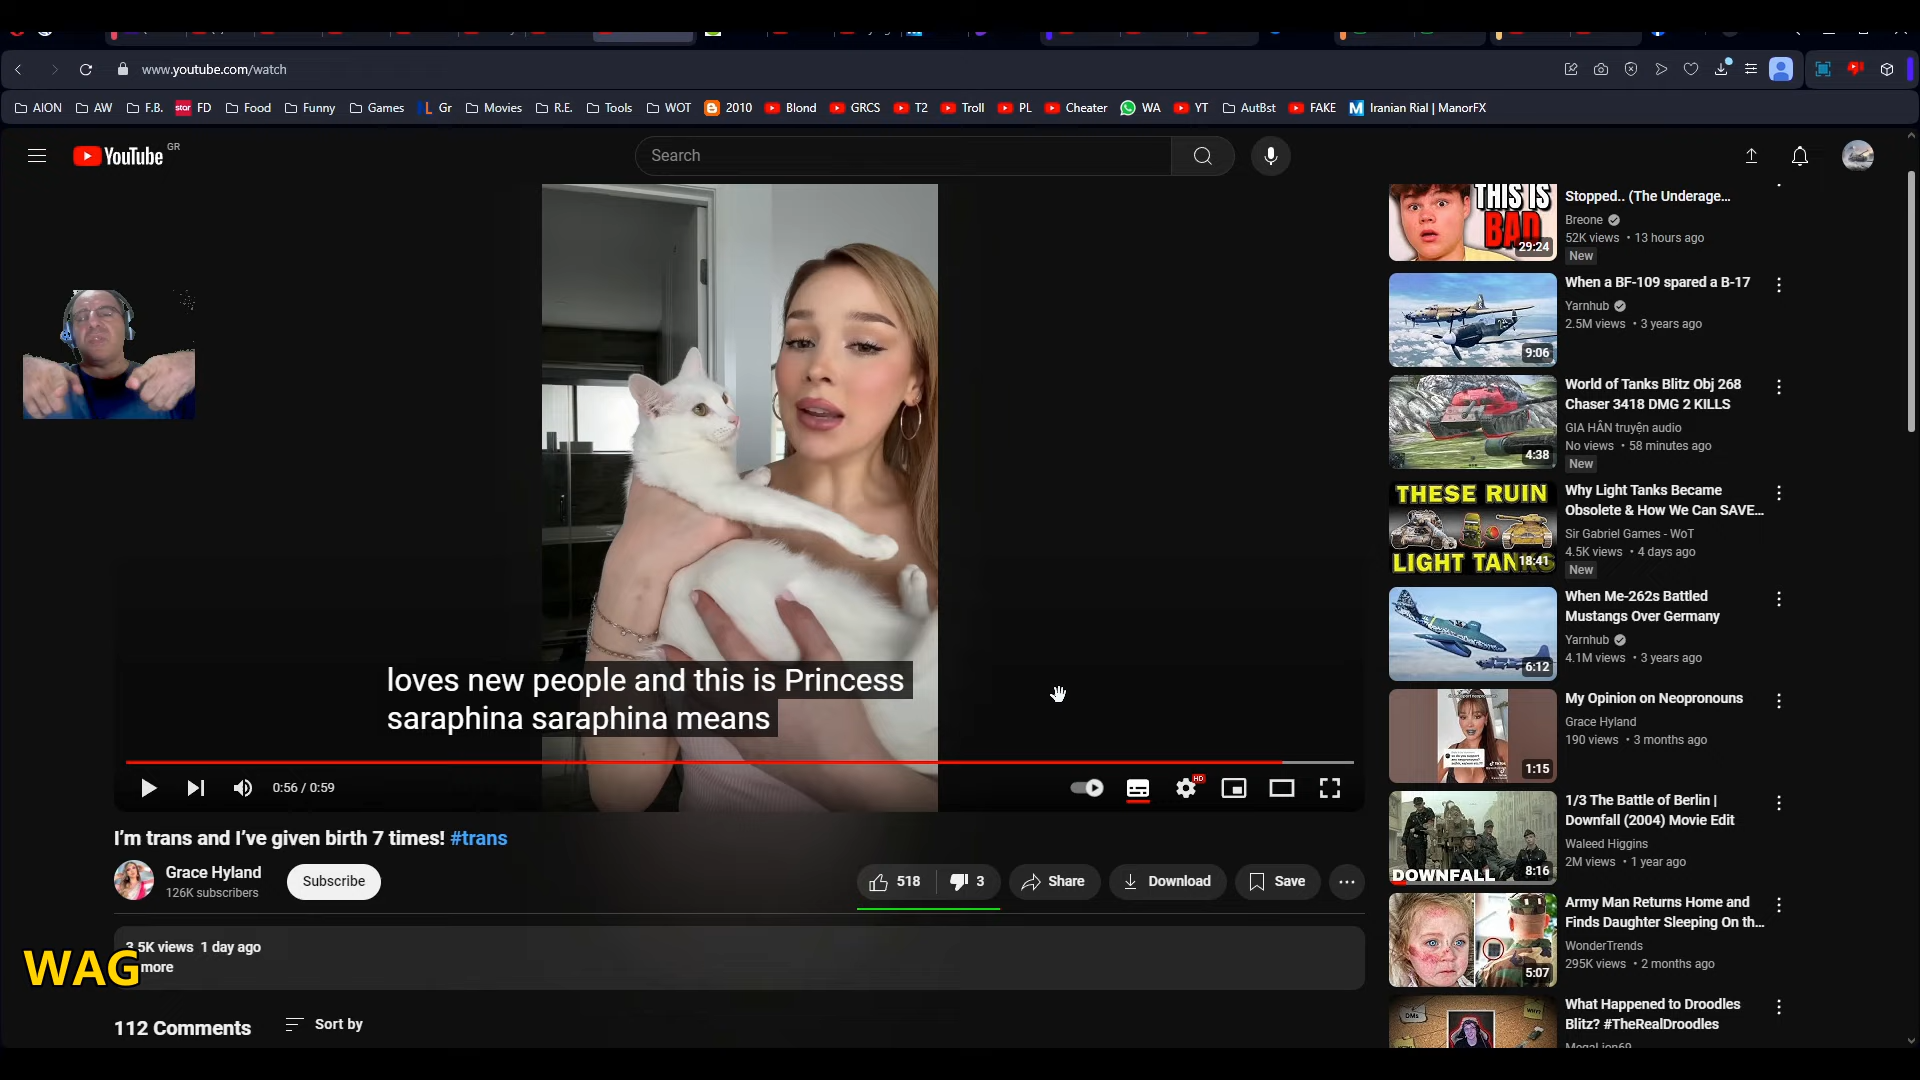 www.youtube.com/watch
AION
AW
F.B.
star FD
Food
Funny
Games
L Gr
Movies
R.E.
Tools
WOT
2010
Blond
GRCS
T2
Troll
PL
Cheater
WA
YT
AutBst
FAKE
M Iranian Rial | ManorFX
YouTube GR
Search
loves new people and this is Princess
saraphina saraphina means
0:56 / 0:59
HD
I'm trans and I've given birth 7 times! #trans
Grace Hyland
126K subscribers
Subscribe
518
3
Share
Download
Save
3.5K views 1 day ago
more
WAG
112 Comments
Sort by
THIS IS
BAD
29:24
Stopped.. (The Underage...
Breone
52K views • 13 hours ago
New
9:06
When a BF-109 spared a B-17
Yarnhub
2.5M views • 3 years ago
4:38
World of Tanks Blitz Obj 268
Chaser 3418 DMG 2 KILLS
GIA HÂN truyện audio
No views • 58 minutes ago
New
THESE RUIN
LIGHT TANKS
18:41
Why Light Tanks Became
Obsolete & How We Can SAVE...
Sir Gabriel Games - WoT
4.5K views • 4 days ago
New
6:12
When Me-262s Battled
Mustangs Over Germany
Yarnhub
4.1M views • 3 years ago
1:15
My Opinion on Neopronouns
Grace Hyland
190 views • 3 months ago
DOWNFALL
8:16
1/3 The Battle of Berlin |
Downfall (2004) Movie Edit
Waleed Higgins
2M views • 1 year ago
5:07
Army Man Returns Home and
Finds Daughter Sleeping On th...
WonderTrends
295K views • 2 months ago
DMs
WHY?
What Happened to Droodles
Blitz? #TheRealDroodles